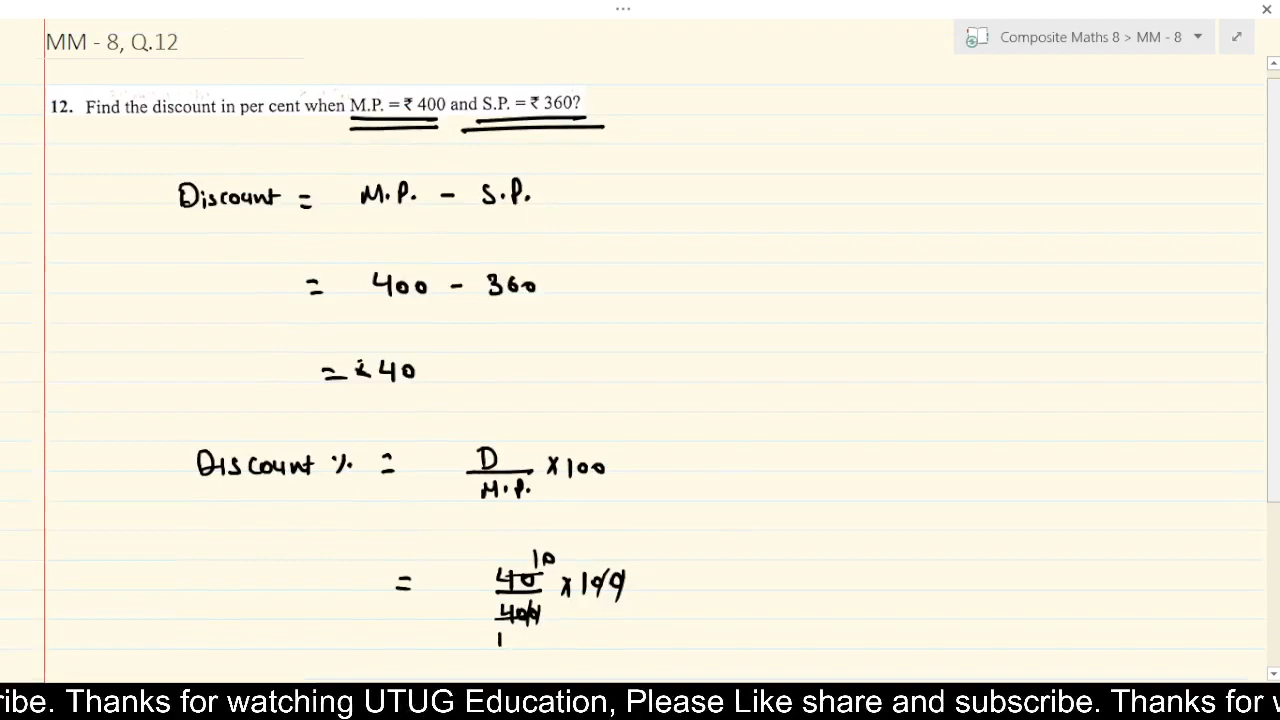 MM - 8, Q.12
Composite Maths 8 > MM - 8
12. Find the discount in per cent when M.P. = ₹ 400 and S.P. = ₹ 360?
Discount = M.P. - S.P.
= 400 - 360
= ₹ 40
Discount % = D/M.P. × 100
= 40/400 × 100
10
1
ribe. Thanks for watching UTUG Education, Please Like share and subscribe. Thanks for w